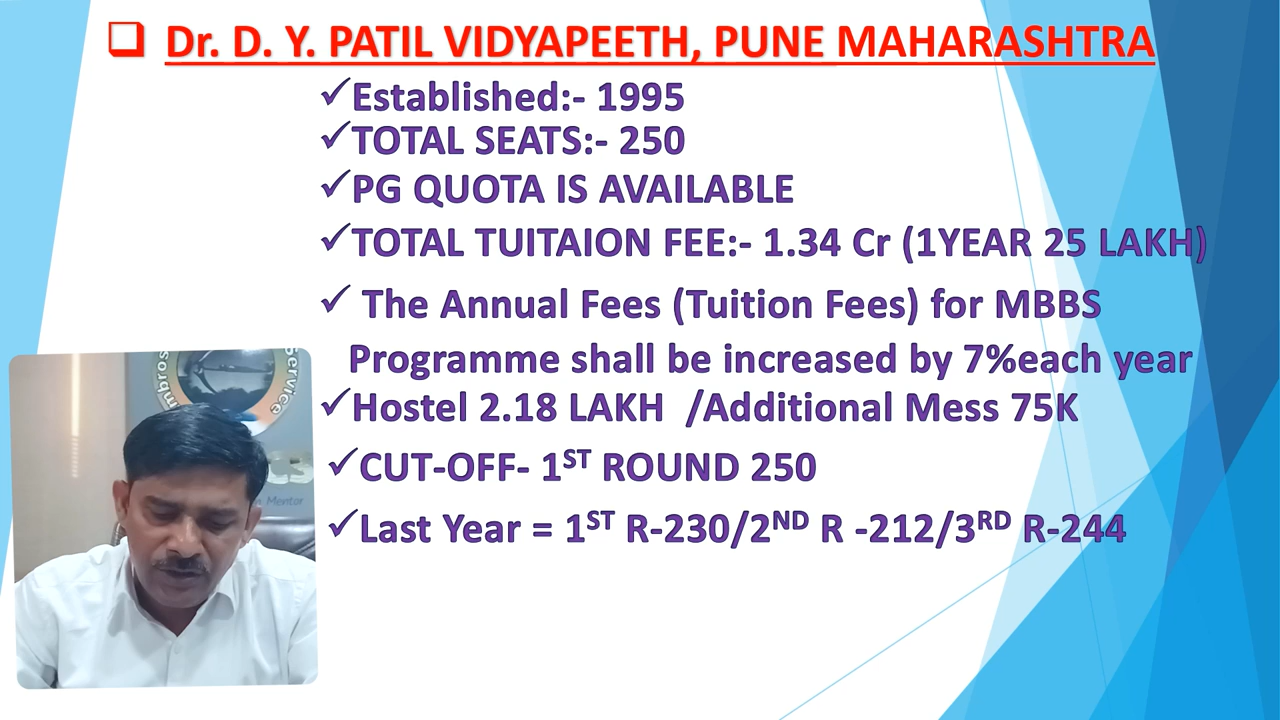 ❑ Dr. D. Y. PATIL VIDYAPEETH, PUNE MAHARASHTRA
✓Established:- 1995
✓TOTAL SEATS:- 250
✓PG QUOTA IS AVAILABLE
✓TOTAL TUITAION FEE:- 1.34 Cr (1YEAR 25 LAKH)
✓ The Annual Fees (Tuition Fees) for MBBS
Programme shall be increased by 7%each year
✓Hostel 2.18 LAKH /Additional Mess 75K
✓CUT-OFF- 1ST ROUND 250
✓Last Year = 1ST R-230/2ND R -212/3RD R-244
Service
Mentor